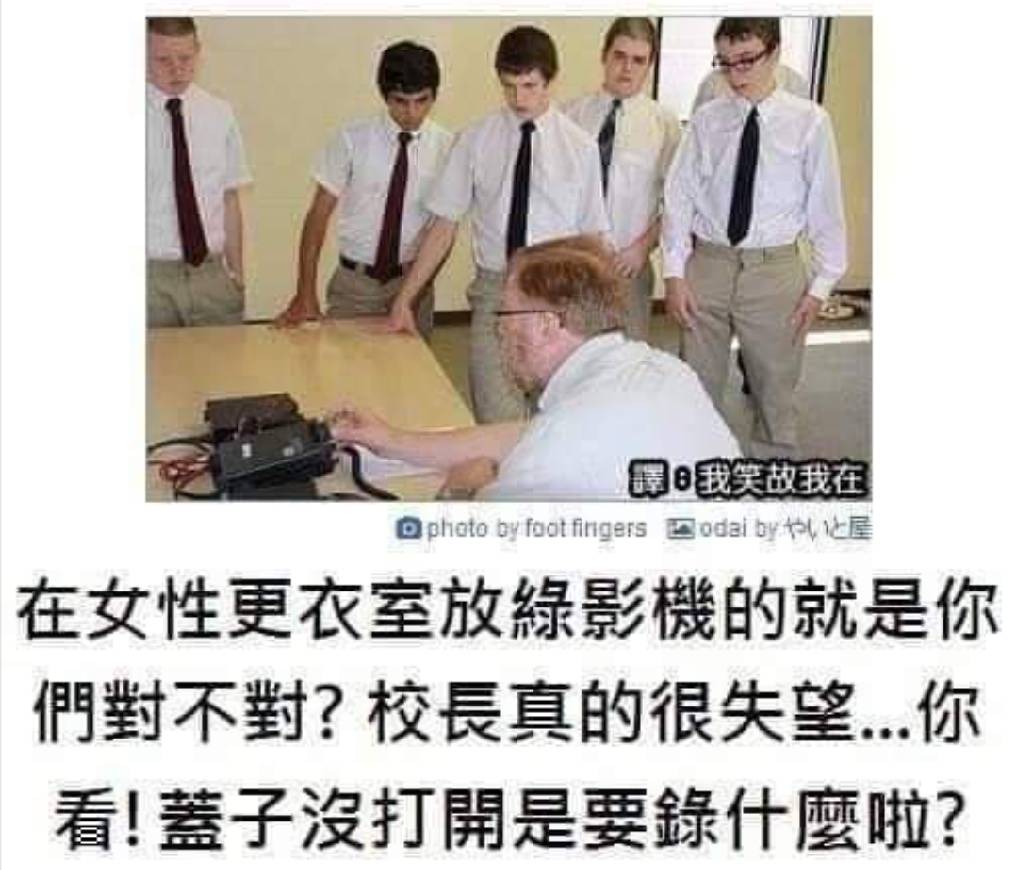 譯：我笑故我在
photo by foot fingers odai by やいと屋
在女性更衣室放綠影機的就是你
們對不對? 校長真的很失望...你
看! 蓋子沒打開是要錄什麼啦?